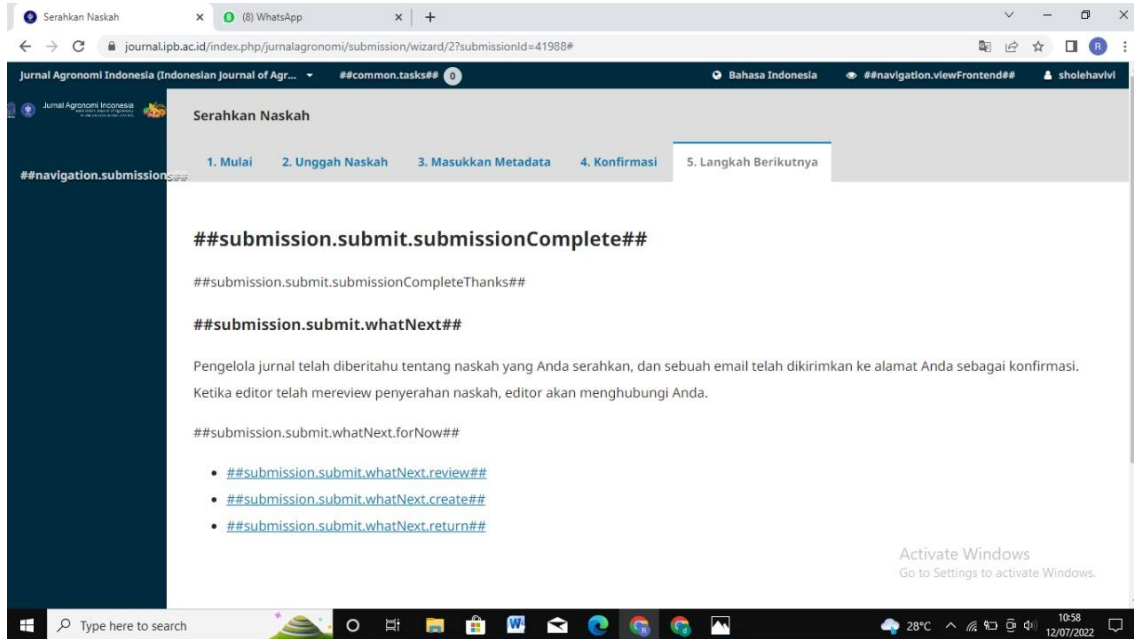 Serahkan Naskah
(8) WhatsApp
journal.ipb.ac.id/index.php/jurnalagronomi/submission/wizard/2?submissionId=41988#
R
Jurnal Agronomi Indonesia (Indonesian Journal of Agr... ##common.tasks## 0 Bahasa Indonesia ##navigation.viewFrontend## sholehavivi
Jurnal Agronomi Indonesia
Serahkan Naskah
##navigation.submissions##
1. Mulai 2. Unggah Naskah 3. Masukkan Metadata 4. Konfirmasi 5. Langkah Berikutnya
##submission.submit.submissionComplete##
##submission.submit.submissionCompleteThanks##
##submission.submit.whatNext##
Pengelola jurnal telah diberitahu tentang naskah yang Anda serahkan, dan sebuah email telah dikirimkan ke alamat Anda sebagai konfirmasi.
Ketika editor telah mereview penyerahan naskah, editor akan menghubungi Anda.
##submission.submit.whatNext.forNow##
##submission.submit.whatNext.review##
##submission.submit.whatNext.create##
##submission.submit.whatNext.return##
Activate Windows
Go to Settings to activate Windows.
Type here to search
28°C
10:58
12/07/2022